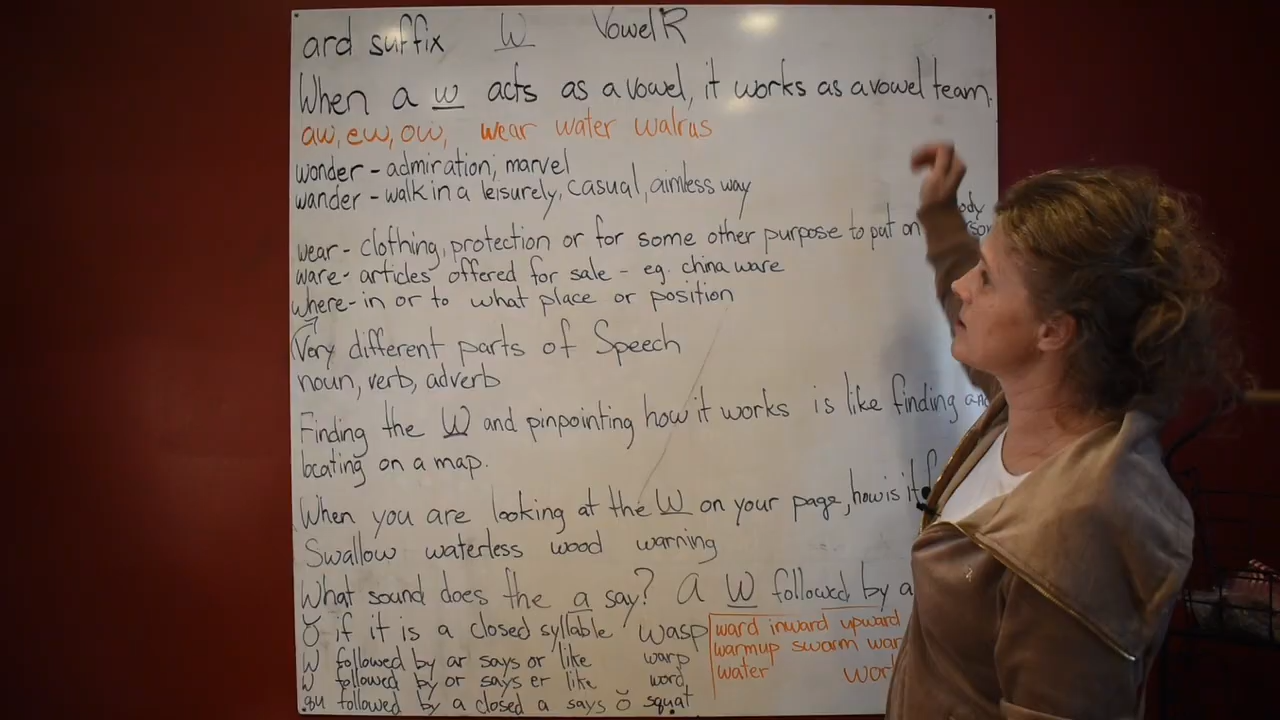 ard suffix W Vowel R
When a w acts as a vowel, it works as a vowel team.
aw, ew, ow, wear water walrus
wonder - admiration; marvel
wander - walk in a leisurely, casual, aimless way
wear - clothing, protection or for some other purpose to put on
ware - articles offered for sale - eg. china ware
where - in or to what place or position
Very different parts of Speech
noun, verb, adverb
Finding the W and pinpointing how it works is like finding and
locating on a map.
When you are looking at the W on your page, how is it
Swallow waterless wood warning
What sound does the a say? A W followed by a
ŏ if it is a closed syllable wasp
W followed by ar says or like warp
W followed by or says er like word
qu followed by a closed a says ŏ squat
ward inward upward
warmup swarm
water